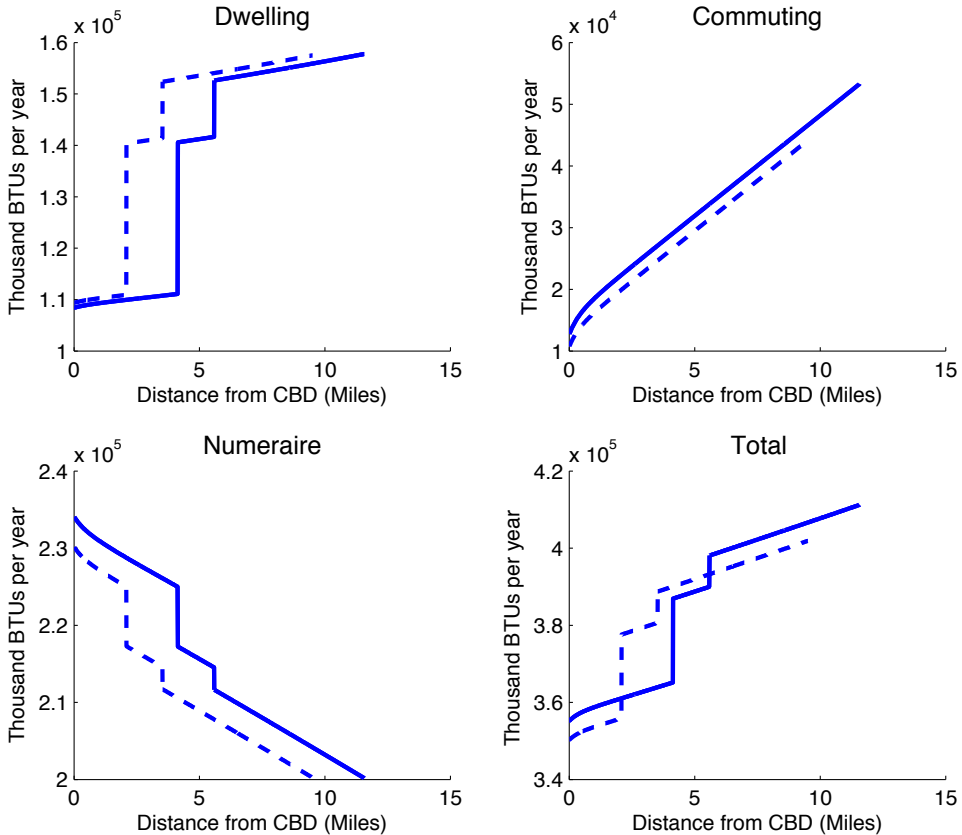 Dwelling
x 10^5
1.6
1.5
1.4
1.3
1.2
1.1
1
Thousand BTUs per year
0 5 10 15
Distance from CBD (Miles)
Commuting
x 10^4
6
5
4
3
2
1
Thousand BTUs per year
0 5 10 15
Distance from CBD (Miles)
Numeraire
x 10^5
2.4
2.3
2.2
2.1
2
Thousand BTUs per year
0 5 10 15
Distance from CBD (Miles)
Total
x 10^5
4.2
4
3.8
3.6
3.4
Thousand BTUs per year
0 5 10 15
Distance from CBD (Miles)